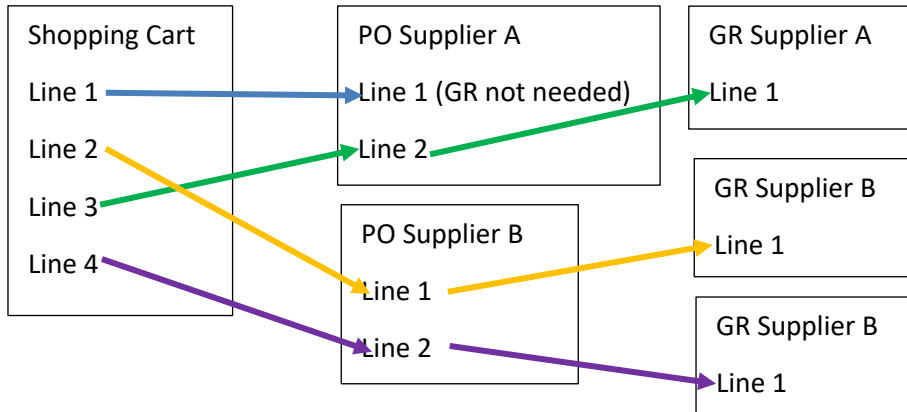 Shopping Cart
Line 1
Line 2
Line 3
Line 4
PO Supplier A
Line 1 (GR not needed)
Line 2
PO Supplier B
Line 1
Line 2
GR Supplier A
Line 1
GR Supplier B
Line 1
GR Supplier B
Line 1